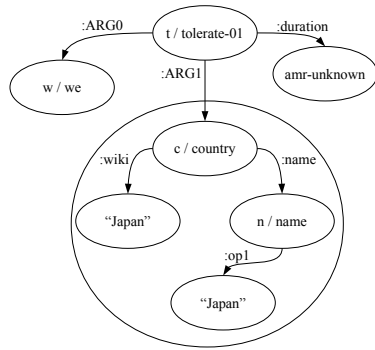 t / tolerate-01
:ARG0
:duration
:ARG1
w / we
amr-unknown
c / country
:wiki
:name
“Japan”
n / name
:op1
“Japan”